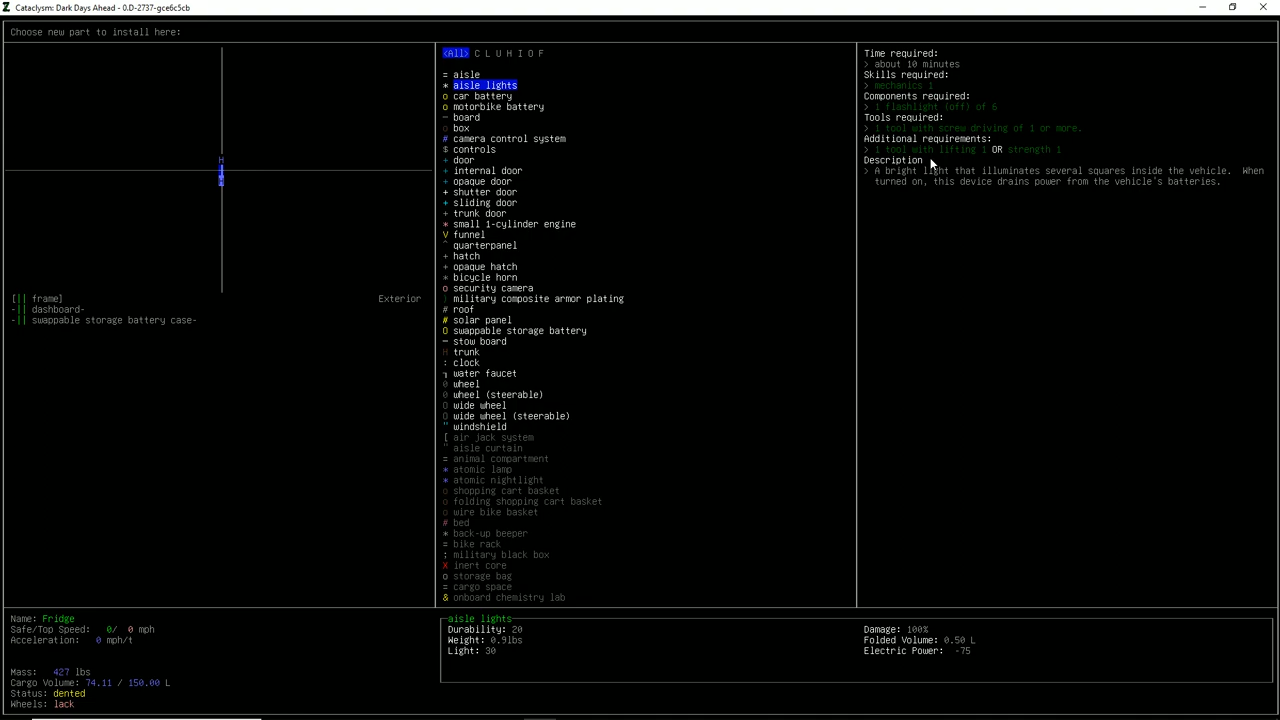 Cataclysm: Dark Days Ahead - 0.D-2737-gce6c5cb
Choose new part to install here:
H
[|| frame] Exterior
-|| dashboard-
-|| swappable storage battery case-
<All> C L U H I O F
= aisle
* aisle lights
o car battery
o motorbike battery
- board
o box
# camera control system
$ controls
+ door
+ internal door
+ opaque door
+ shutter door
+ sliding door
+ trunk door
* small 1-cylinder engine
V funnel
^ quarterpanel
+ hatch
+ opaque hatch
* bicycle horn
o security camera
) military composite armor plating
# roof
# solar panel
O swappable storage battery
- stow board
H trunk
: clock
┐ water faucet
0 wheel
0 wheel (steerable)
O wide wheel
O wide wheel (steerable)
" windshield
[ air jack system
" aisle curtain
= animal compartment
* atomic lamp
* atomic nightlight
o shopping cart basket
o folding shopping cart basket
o wire bike basket
# bed
* back-up beeper
= bike rack
: military black box
X inert core
o storage bag
= cargo space
& onboard chemistry lab
Time required:
> about 10 minutes
Skills required:
> mechanics 1
Components required:
> 1 flashlight (off) of 6
Tools required:
> 1 tool with screw driving of 1 or more.
Additional requirements:
> 1 tool with lifting 1 OR strength 1
Description
> A bright light that illuminates several squares inside the vehicle. When
turned on, this device drains power from the vehicle's batteries.
Name: Fridge
Safe/Top Speed: 0/ 0 mph
Acceleration: 0 mph/t
Mass: 427 lbs
Cargo Volume: 74.11 / 150.00 L
Status: dented
Wheels: lack
aisle lights
Durability: 20
Weight: 0.9lbs
Light: 30
Damage: 100%
Folded Volume: 0.50 L
Electric Power: -75